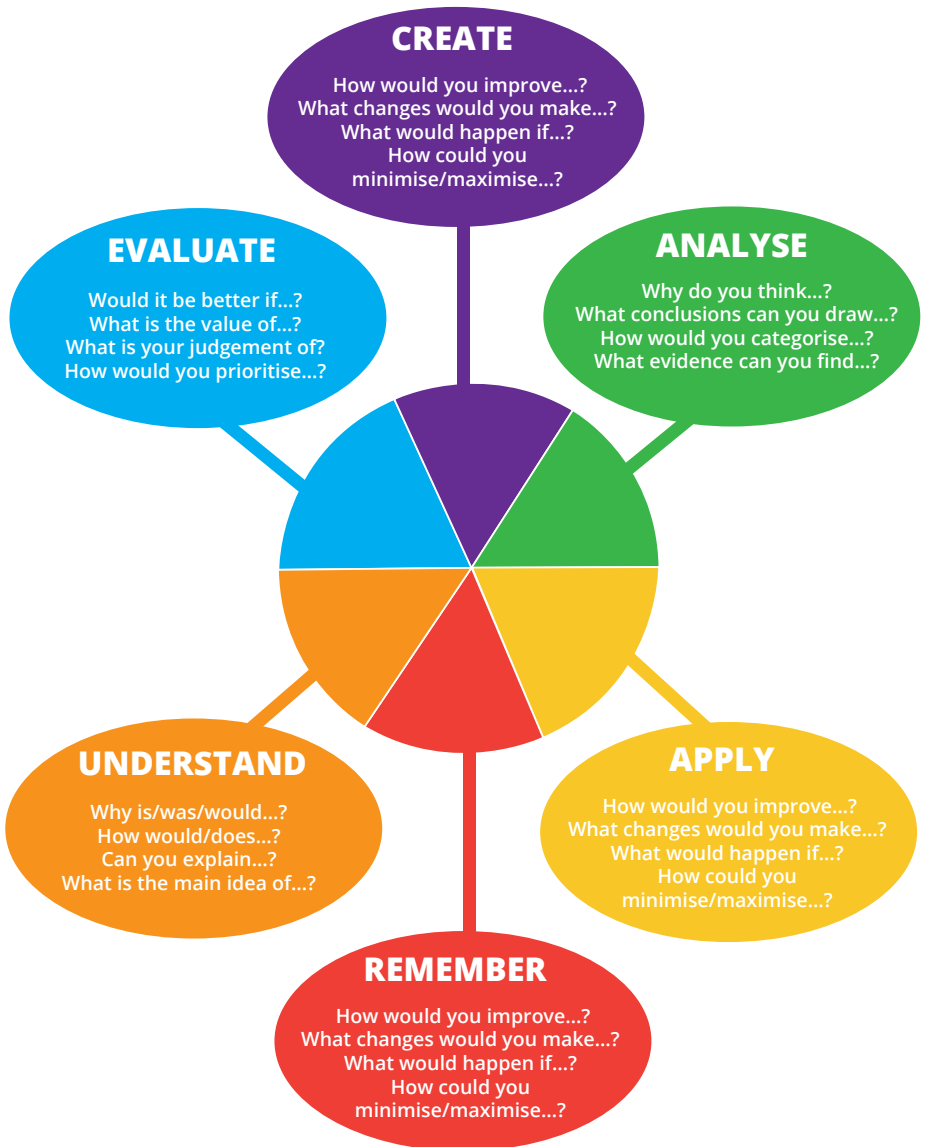 CREATE
How would you improve...?
What changes would you make...?
What would happen if...?
How could you
minimise/maximise...?
EVALUATE
Would it be better if...?
What is the value of...?
What is your judgement of?
How would you prioritise...?
ANALYSE
Why do you think...?
What conclusions can you draw...?
How would you categorise...?
What evidence can you find...?
UNDERSTAND
Why is/was/would...?
How would/does...?
Can you explain...?
What is the main idea of...?
APPLY
How would you improve...?
What changes would you make...?
What would happen if...?
How could you
minimise/maximise...?
REMEMBER
How would you improve...?
What changes would you make...?
What would happen if...?
How could you
minimise/maximise...?